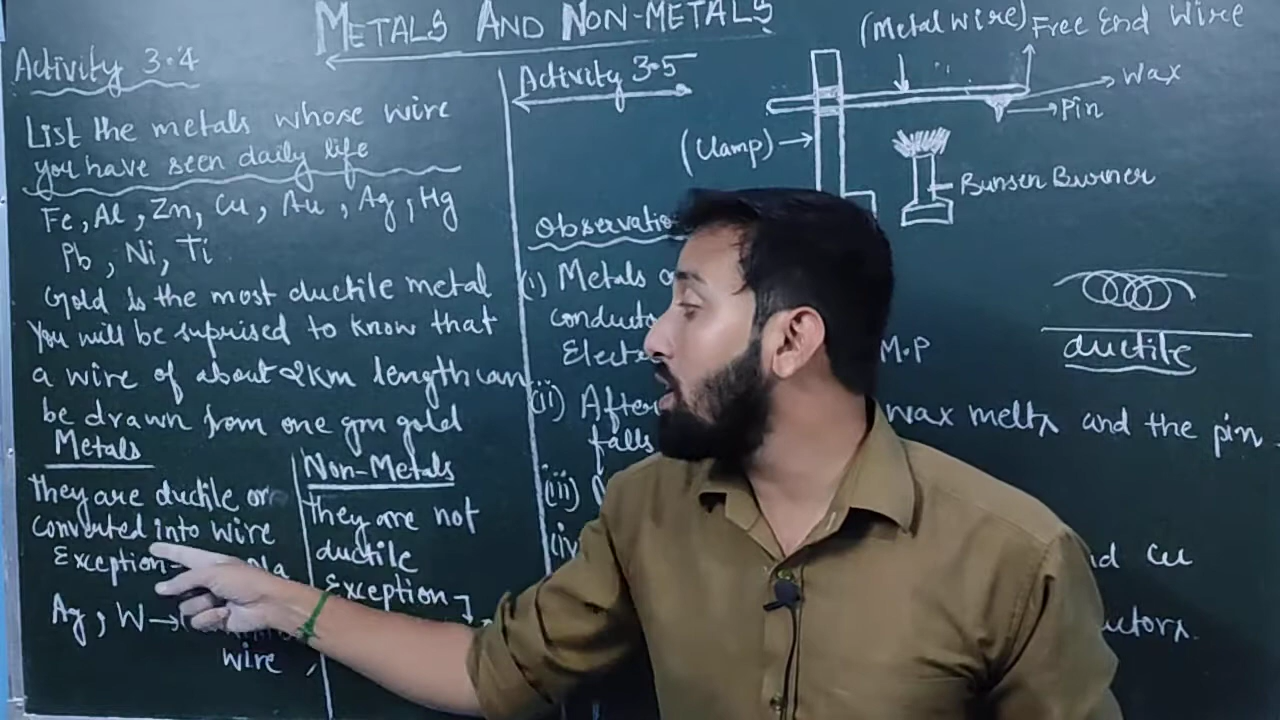 METALS AND NON-METALS
Activity 3.4
List the metals whose wire
you have seen daily life
Fe, Al, Zn, Cu, Au, Ag, Hg
Pb, Ni, Ti
Gold is the most ductile metal
You will be suprised to know that
a wire of about 2km length can
be drawn from one gm gold
Metals
They are ductile or
converted into wire
Exception-
Ag, W→
wire
Non-Metals
They are not
ductile
Exception
Activity 3.5
(Metal wire) Free End Wire
Wax
Pin
(Clamp)
Bunsen Burner
(i) Metals
M.P
(ii) After
wax melts and the pin
falls
(iii)
(iv
Cu
ductile